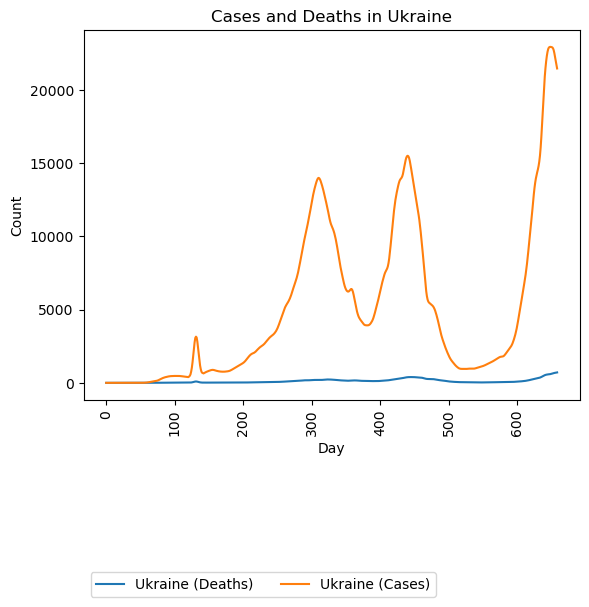 Cases and Deaths in Ukraine
20000
15000
10000
5000
0
Count
0 100 200 300 400 500 600
Day
Ukraine (Deaths) Ukraine (Cases)